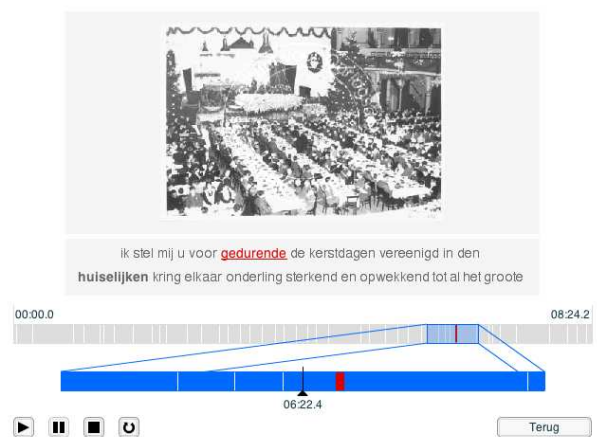 ik stel mij u voor gedurende de kerstdagen vereenigd in den
huiselijken kring elkaar onderling sterkend en opwekkend tot al het groote
00:00.0
08:24.2
06:22.4
Terug